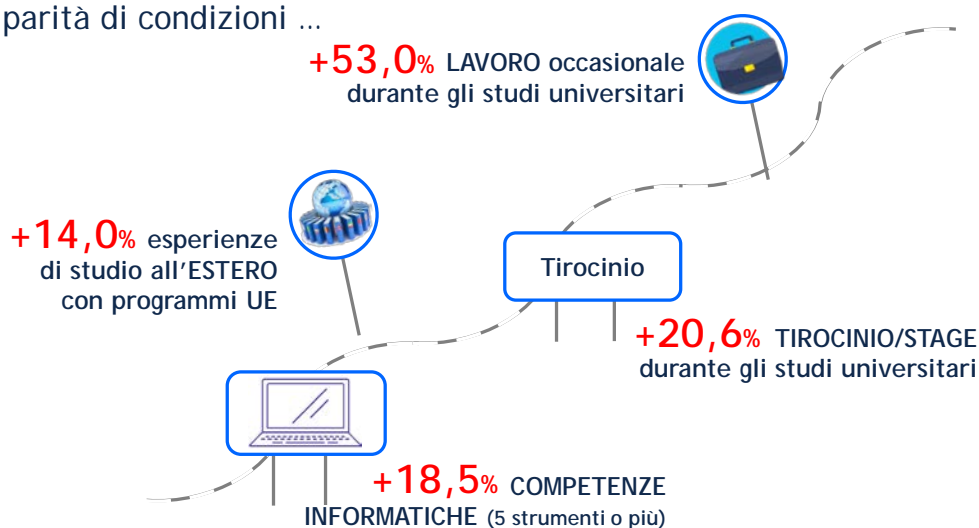 parità di condizioni ...
+53,0% LAVORO occasionale
durante gli studi universitari
+14,0% esperienze
di studio all'ESTERO
con programmi UE
Tirocinio
+20,6% TIROCINIO/STAGE
durante gli studi universitari
+18,5% COMPETENZE
INFORMATICHE (5 strumenti o più)